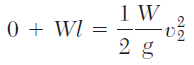 0 + Wl = \frac{1}{2} \frac{W}{g} v_2^2